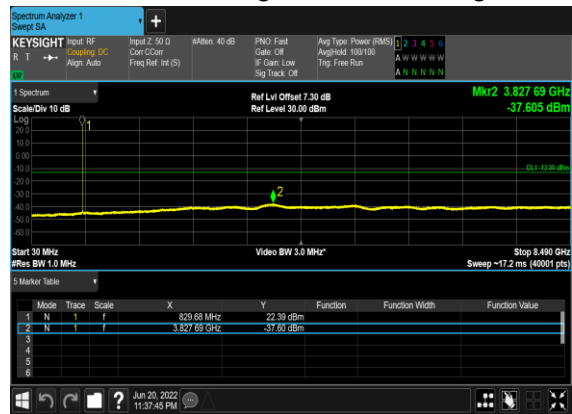 Spectrum Analyzer 1
Swept SA
+
KEYSIGHT Input: RF Input Z: 50 Ω #Atten: 40 dB PNO: Fast Avg Type: Power (RMS) 1 2 3 4 5 6
R T Coupling: DC Corr CCorr Gate: Off Avg|Hold: 100/100 A W W W W W
Align: Auto Freq Ref: Int (S) IF Gain: Low Trig: Free Run
Sig Track: Off A N N N N N
1 Spectrum Ref Lvl Offset 7.30 dB Mkr2 3.827 69 GHz
Scale/Div 10 dB Ref Level 30.00 dBm -37.605 dBm
Log
1
20.0
10.0
0.00
-10.0 DL1 -13.00 dBm
-20.0
-30.0 2
-40.0
-50.0
-60.0
Start 30 MHz Video BW 3.0 MHz* Stop 8.490 GHz
#Res BW 1.0 MHz Sweep ~17.2 ms (40001 pts)
5 Marker Table
Mode Trace Scale X Y Function Function Width Function Value
1 N 1 f 829.68 MHz 22.39 dBm
2 N 1 f 3.827 69 GHz -37.60 dBm
3
4
5
6
? Jun 20, 2022
11:37:45 PM